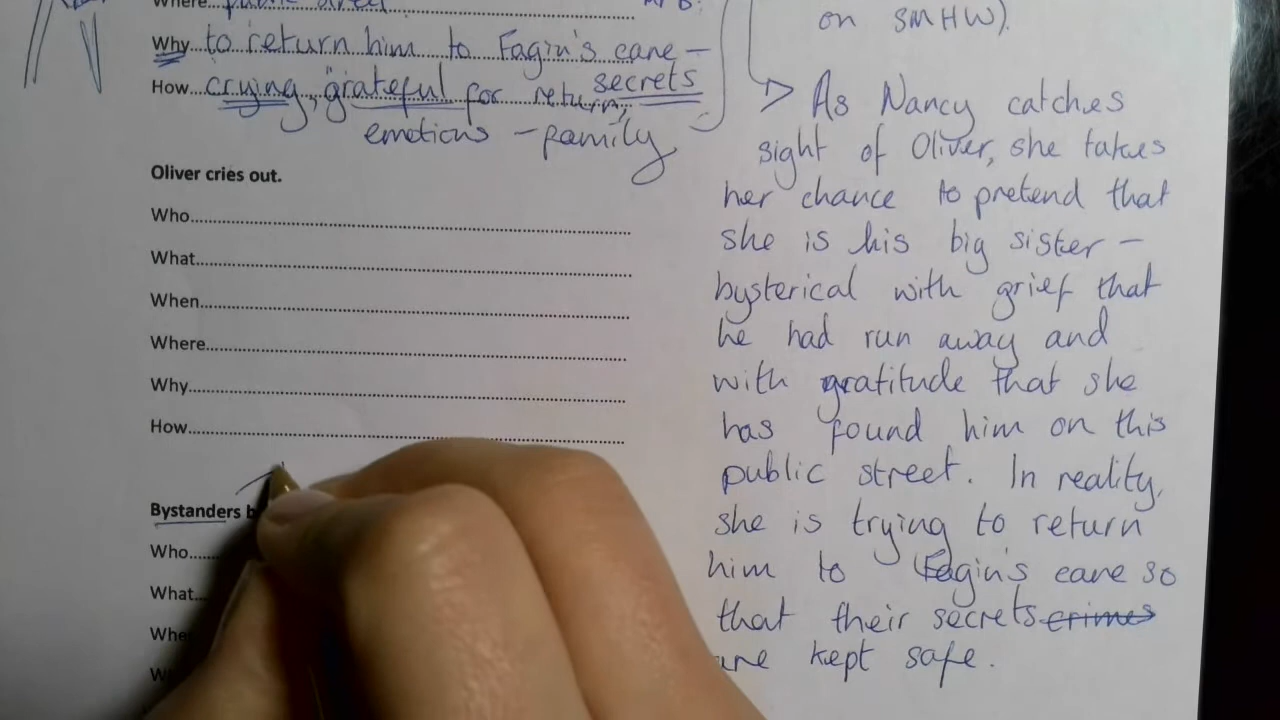 Where.. public street
Why..to return him to Fagin's care –
How.. crying, grateful for return, secrets
emotions – family
Oliver cries out.
Who
What
When
Where
Why
How
Bystanders b
Who
What
Whe
W
on SMHW).
→ As Nancy catches
sight of Oliver, she takes
her chance to pretend that
she is his big sister –
hysterical with grief that
he had run away and
with gratitude that she
has found him on this
public street. In reality,
she is trying to return
him to Fagin's care so
that their secrets crimes
are kept safe.